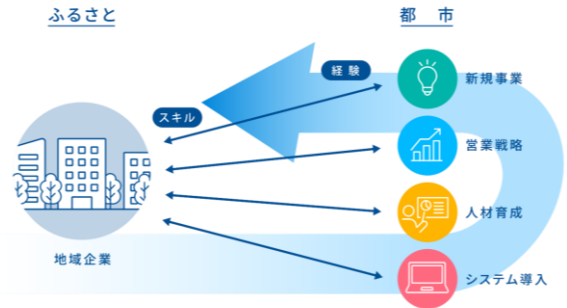 ふるさと
都 市
経験
スキル
新規事業
営業戦略
人材育成
システム導入
地域企業